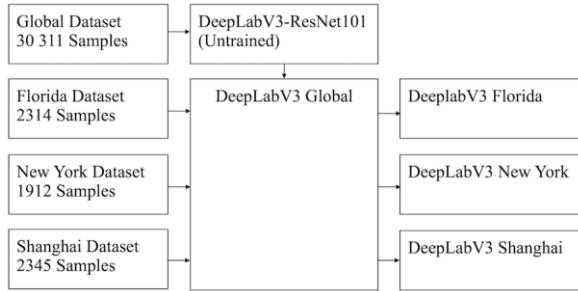 Global Dataset
30 311 Samples
DeepLabV3-ResNet101
(Untrained)
Florida Dataset
2314 Samples
DeepLabV3 Global
DeeplabV3 Florida
New York Dataset
1912 Samples
DeepLabV3 New York
Shanghai Dataset
2345 Samples
DeepLabV3 Shanghai